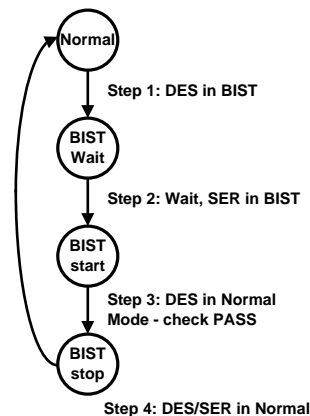 Normal
Step 1: DES in BIST
BIST
Wait
Step 2: Wait, SER in BIST
BIST
start
Step 3: DES in Normal
Mode - check PASS
BIST
stop
Step 4: DES/SER in Normal